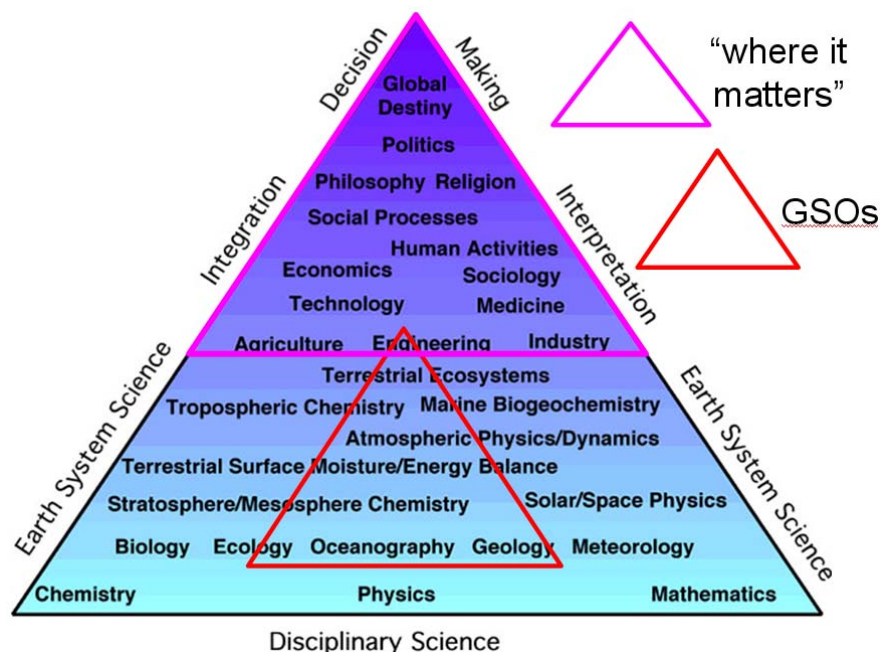 Decision
Making
"where it
matters"
Global
Destiny
Politics
GSOs
Philosophy Religion
Integration
Interpretation
Social Processes
Human Activities
Economics
Sociology
Technology
Medicine
Agriculture Engineering Industry
Earth System Science
Earth System Science
Terrestrial Ecosystems
Tropospheric Chemistry
Marine Biogeochemistry
Atmospheric Physics/Dynamics
Terrestrial Surface Moisture/Energy Balance
Stratosphere/Mesosphere Chemistry
Solar/Space Physics
Biology Ecology Oceanography Geology Meteorology
Chemistry Physics Mathematics
Disciplinary Science